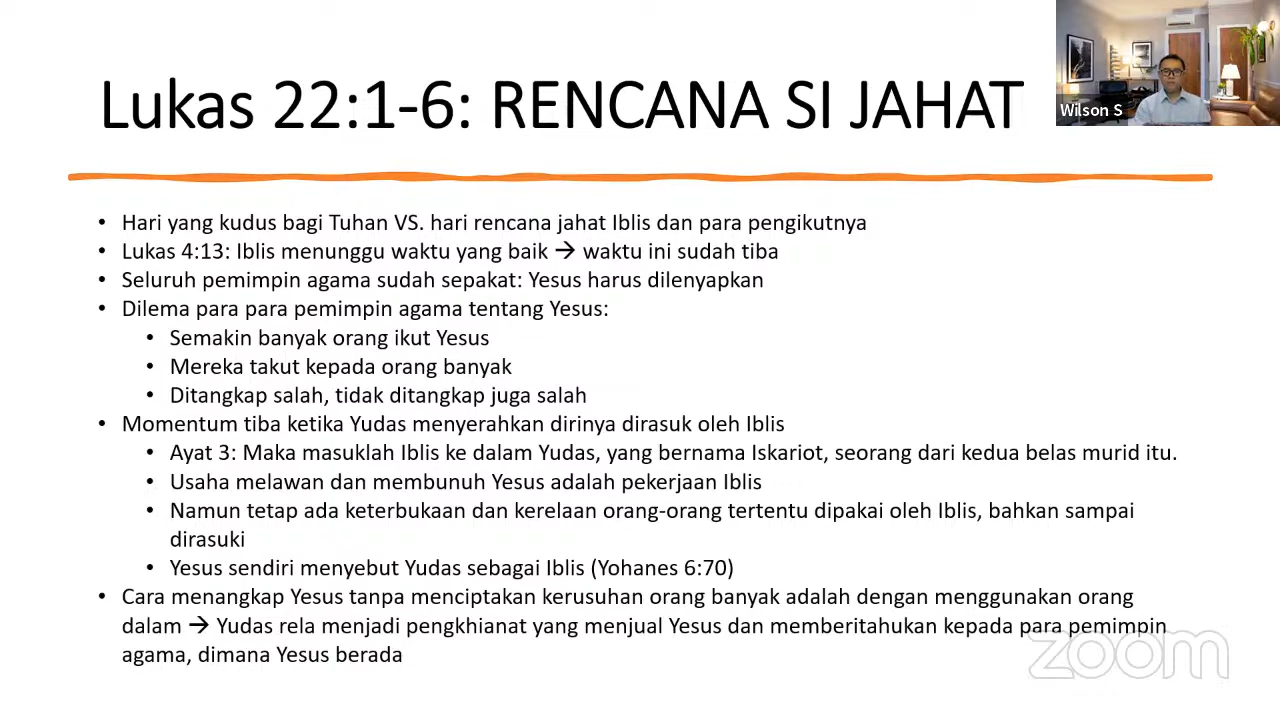 Lukas 22:1-6: RENCANA SI JAHAT
Wilson S
• Hari yang kudus bagi Tuhan VS. hari rencana jahat Iblis dan para pengikutnya
• Lukas 4:13: Iblis menunggu waktu yang baik → waktu ini sudah tiba
• Seluruh pemimpin agama sudah sepakat: Yesus harus dilenyapkan
• Dilema para para pemimpin agama tentang Yesus:
• Semakin banyak orang ikut Yesus
• Mereka takut kepada orang banyak
• Ditangkap salah, tidak ditangkap juga salah
• Momentum tiba ketika Yudas menyerahkan dirinya dirasuk oleh Iblis
• Ayat 3: Maka masuklah Iblis ke dalam Yudas, yang bernama Iskariot, seorang dari kedua belas murid itu.
• Usaha melawan dan membunuh Yesus adalah pekerjaan Iblis
• Namun tetap ada keterbukaan dan kerelaan orang-orang tertentu dipakai oleh Iblis, bahkan sampai
dirasuki
• Yesus sendiri menyebut Yudas sebagai Iblis (Yohanes 6:70)
• Cara menangkap Yesus tanpa menciptakan kerusuhan orang banyak adalah dengan menggunakan orang
dalam → Yudas rela menjadi pengkhianat yang menjual Yesus dan memberitahukan kepada para pemimpin
agama, dimana Yesus berada
zoom